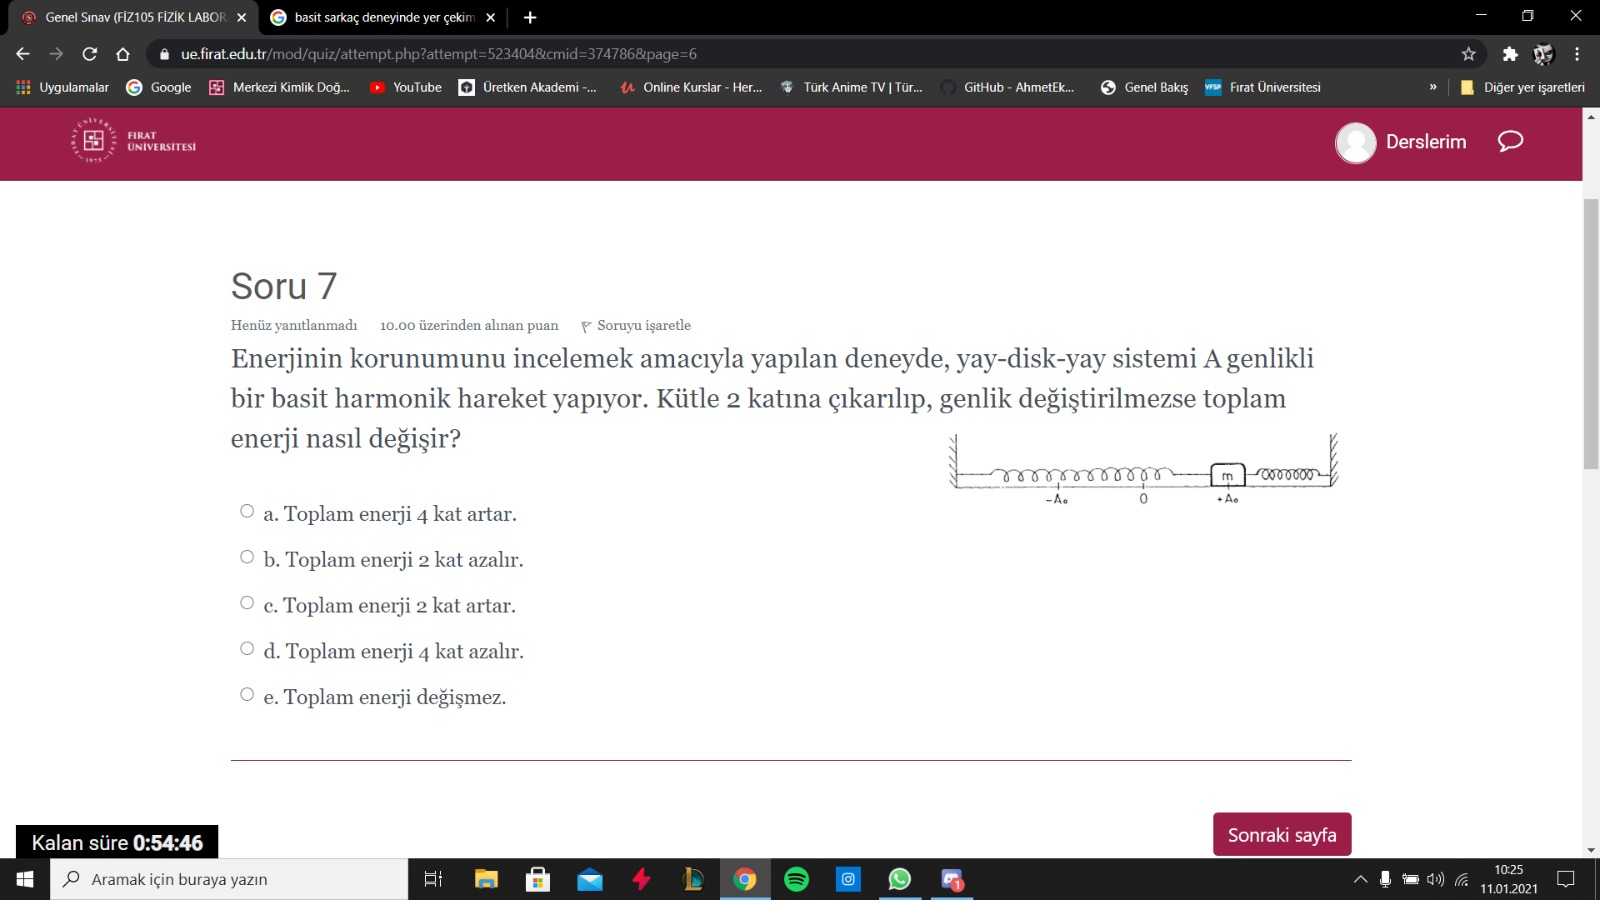 Genel Sınav (FİZ105 FİZİK LABOR
basit sarkaç deneyinde yer çekim
ue.firat.edu.tr/mod/quiz/attempt.php?attempt=523404&cmid=374786&page=6
Uygulamalar
Google
Merkezi Kimlik Doğ...
YouTube
Üretken Akademi -...
Online Kurslar - Her...
Türk Anime TV | Tür...
GitHub - AhmetEk...
Genel Bakış
Fırat Üniversitesi
»
Diğer yer işaretleri
FIRAT
ÜNİVERSİTESİ
Derslerim
Soru 7
Henüz yanıtlanmadı 10.00 üzerinden alınan puan Soruyu işaretle
Enerjinin korunumunu incelemek amacıyla yapılan deneyde, yay-disk-yay sistemi A genlikli
bir basit harmonik hareket yapıyor. Kütle 2 katına çıkarılıp, genlik değiştirilmezse toplam
enerji nasıl değişir?
m
-A₀ 0 +A₀
a. Toplam enerji 4 kat artar.
b. Toplam enerji 2 kat azalır.
c. Toplam enerji 2 kat artar.
d. Toplam enerji 4 kat azalır.
e. Toplam enerji değişmez.
Sonraki sayfa
Kalan süre 0:54:46
Aramak için buraya yazın
1
10:25
11.01.2021